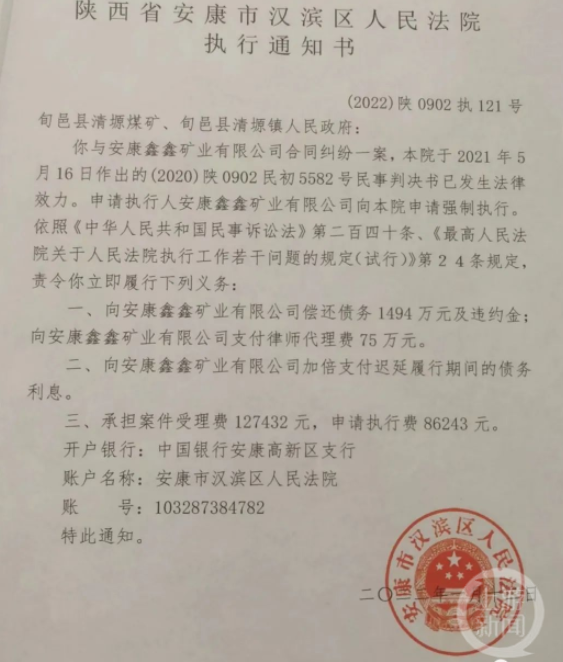 陕西省安康市汉滨区人民法院
执行通知书
(2022)陕0902执121号
旬邑县清塬煤矿、旬邑县清塬镇人民政府：
你与安康鑫鑫矿业有限公司合同纠纷一案，本院于2021年5
月16日作出的(2020)陕0902民初5582号民事判决书已发生法律
效力。申请执行人安康鑫鑫矿业有限公司向本院申请强制执行。
依照《中华人民共和国民事诉讼法》第二百四十条、《最高人民法
院关于人民法院执行工作若干问题的规定(试行)》第24条规定，
责令你立即履行下列义务：
一、向安康鑫鑫矿业有限公司偿还债务1494万元及违约金；
向安康鑫鑫矿业有限公司支付律师代理费75万元。
二、向安康鑫鑫矿业有限公司加倍支付迟延履行期间的债务
利息。
三、承担案件受理费127432元，申请执行费86243元。
开户银行：中国银行安康高新区支行
账户名称：安康市汉滨区人民法院
账 号：103287384782
特此通知。
二〇二二年一月十 日
安康市汉滨区人民法院
新闻